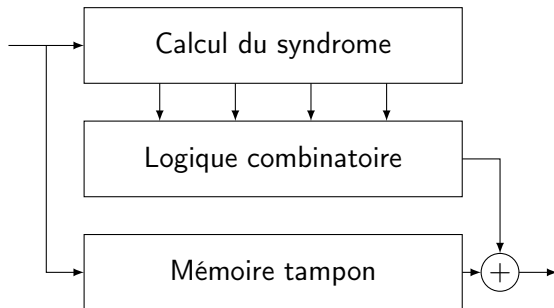 Calcul du syndrome
Logique combinatoire
Mémoire tampon
+